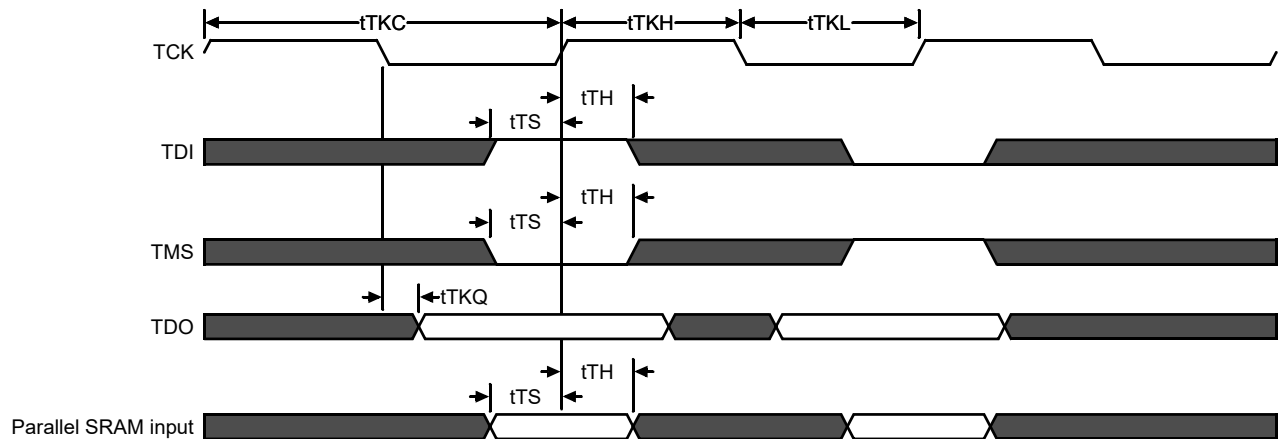 tTKC
tTKH
tTKL
TCK
tTH
tTS
TDI
tTH
tTS
TMS
tTKQ
TDO
tTH
tTS
Parallel SRAM input